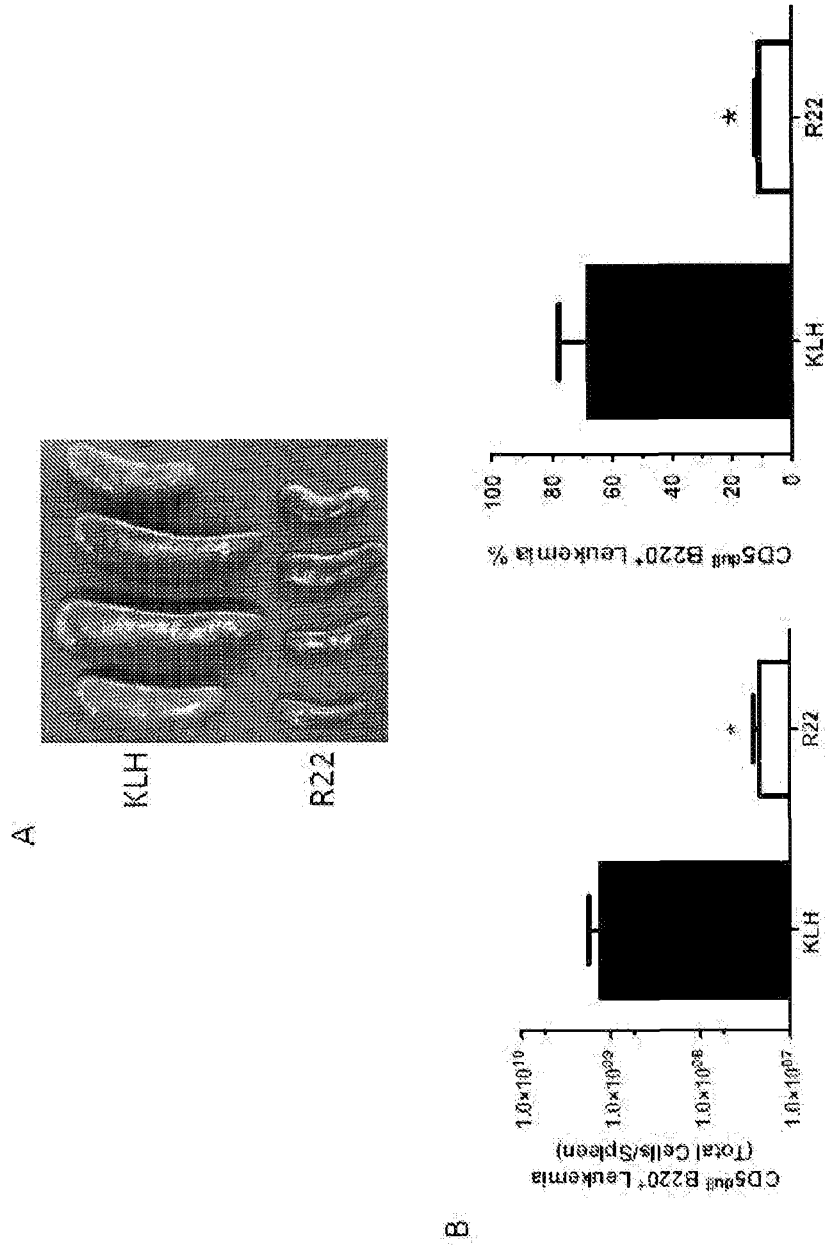 A
KLH
R22
B
CD5ᵈᵘˡˡ B220⁺ Leukemia
(Total Cells/Spleen)
1.0×10¹⁰
1.0×10⁰⁹
1.0×10⁰⁸
1.0×10⁰⁷
*
KLH
R22
CD5ᵈᵘˡˡ B220⁺ Leukemia %
100
80
60
40
20
0
*
KLH
R22